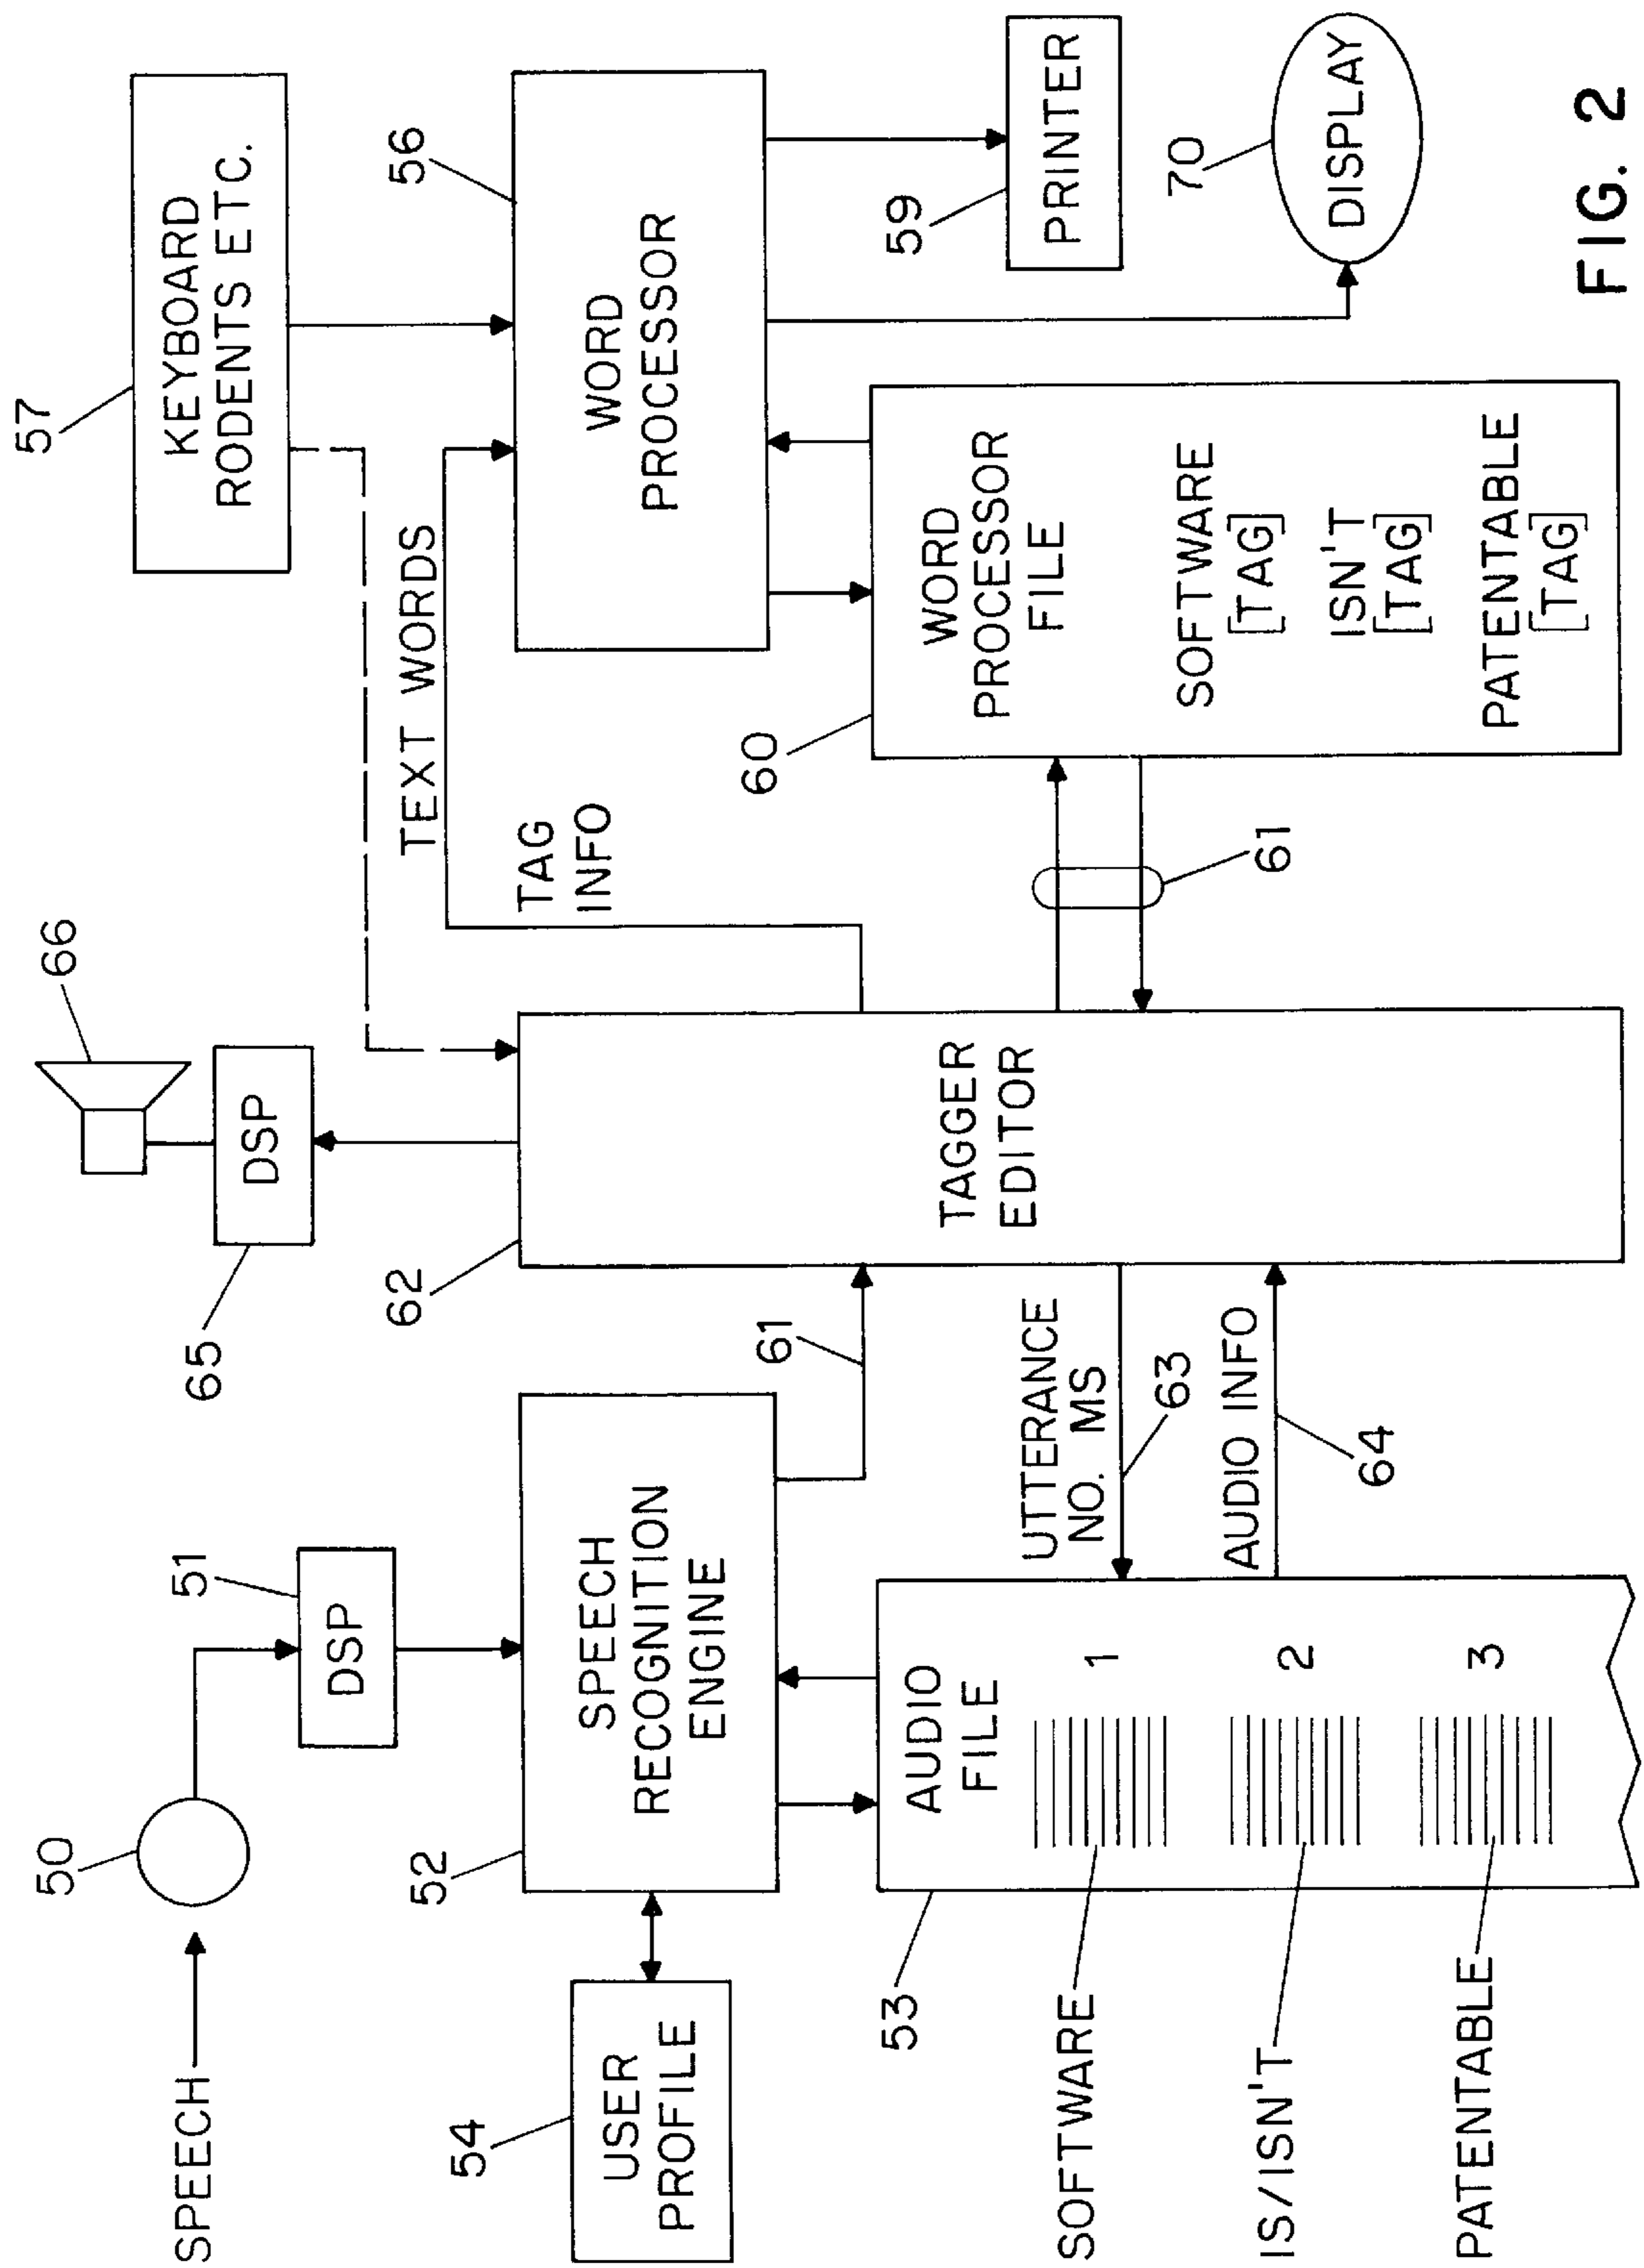 SPEECH
50
51
DSP
65
DSP
66
57
KEYBOARD
RODENTS ETC.
54
USER
PROFILE
52
SPEECH
RECOGNITION
ENGINE
61
62
TAGGER
EDITOR
TEXT WORDS
TAG
INFO
56
WORD
PROCESSOR
59
PRINTER
70
DISPLAY
53
AUDIO
FILE
SOFTWARE
1
IS/ISN'T
2
PATENTABLE
3
UTTERANCE
NO. MS
63
AUDIO INFO
64
61
60
WORD
PROCESSOR
FILE
SOFTWARE
[TAG]
ISN'T
[TAG]
PATENTABLE
[TAG]
FIG. 2